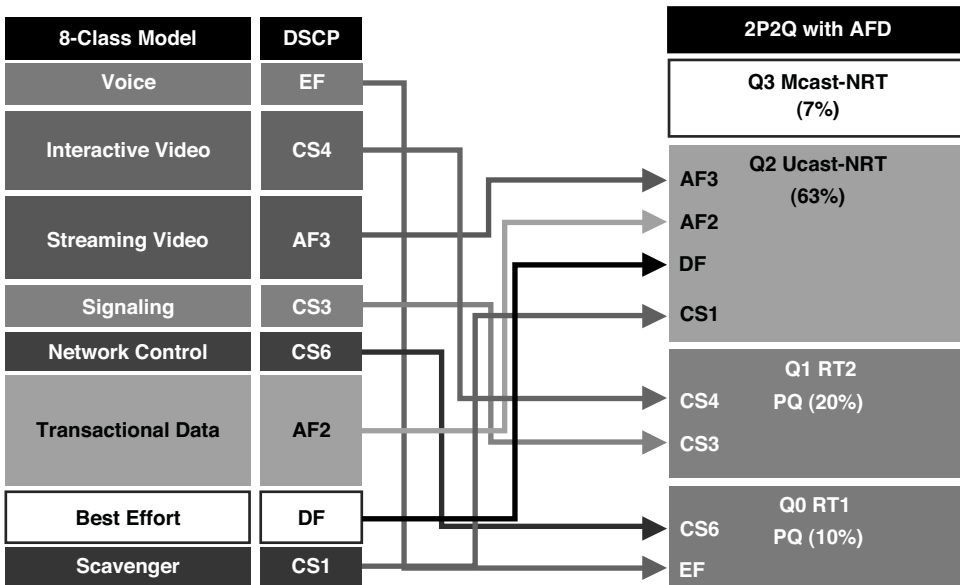 8-Class Model DSCP
Voice EF
Interactive Video CS4
Streaming Video AF3
Signaling CS3
Network Control CS6
Transactional Data AF2
Best Effort DF
Scavenger CS1
2P2Q with AFD
Q3 Mcast-NRT
(7%)
Q2 Ucast-NRT
(63%)
AF3
AF2
DF
CS1
Q1 RT2
PQ (20%)
CS4
CS3
Q0 RT1
PQ (10%)
CS6
EF